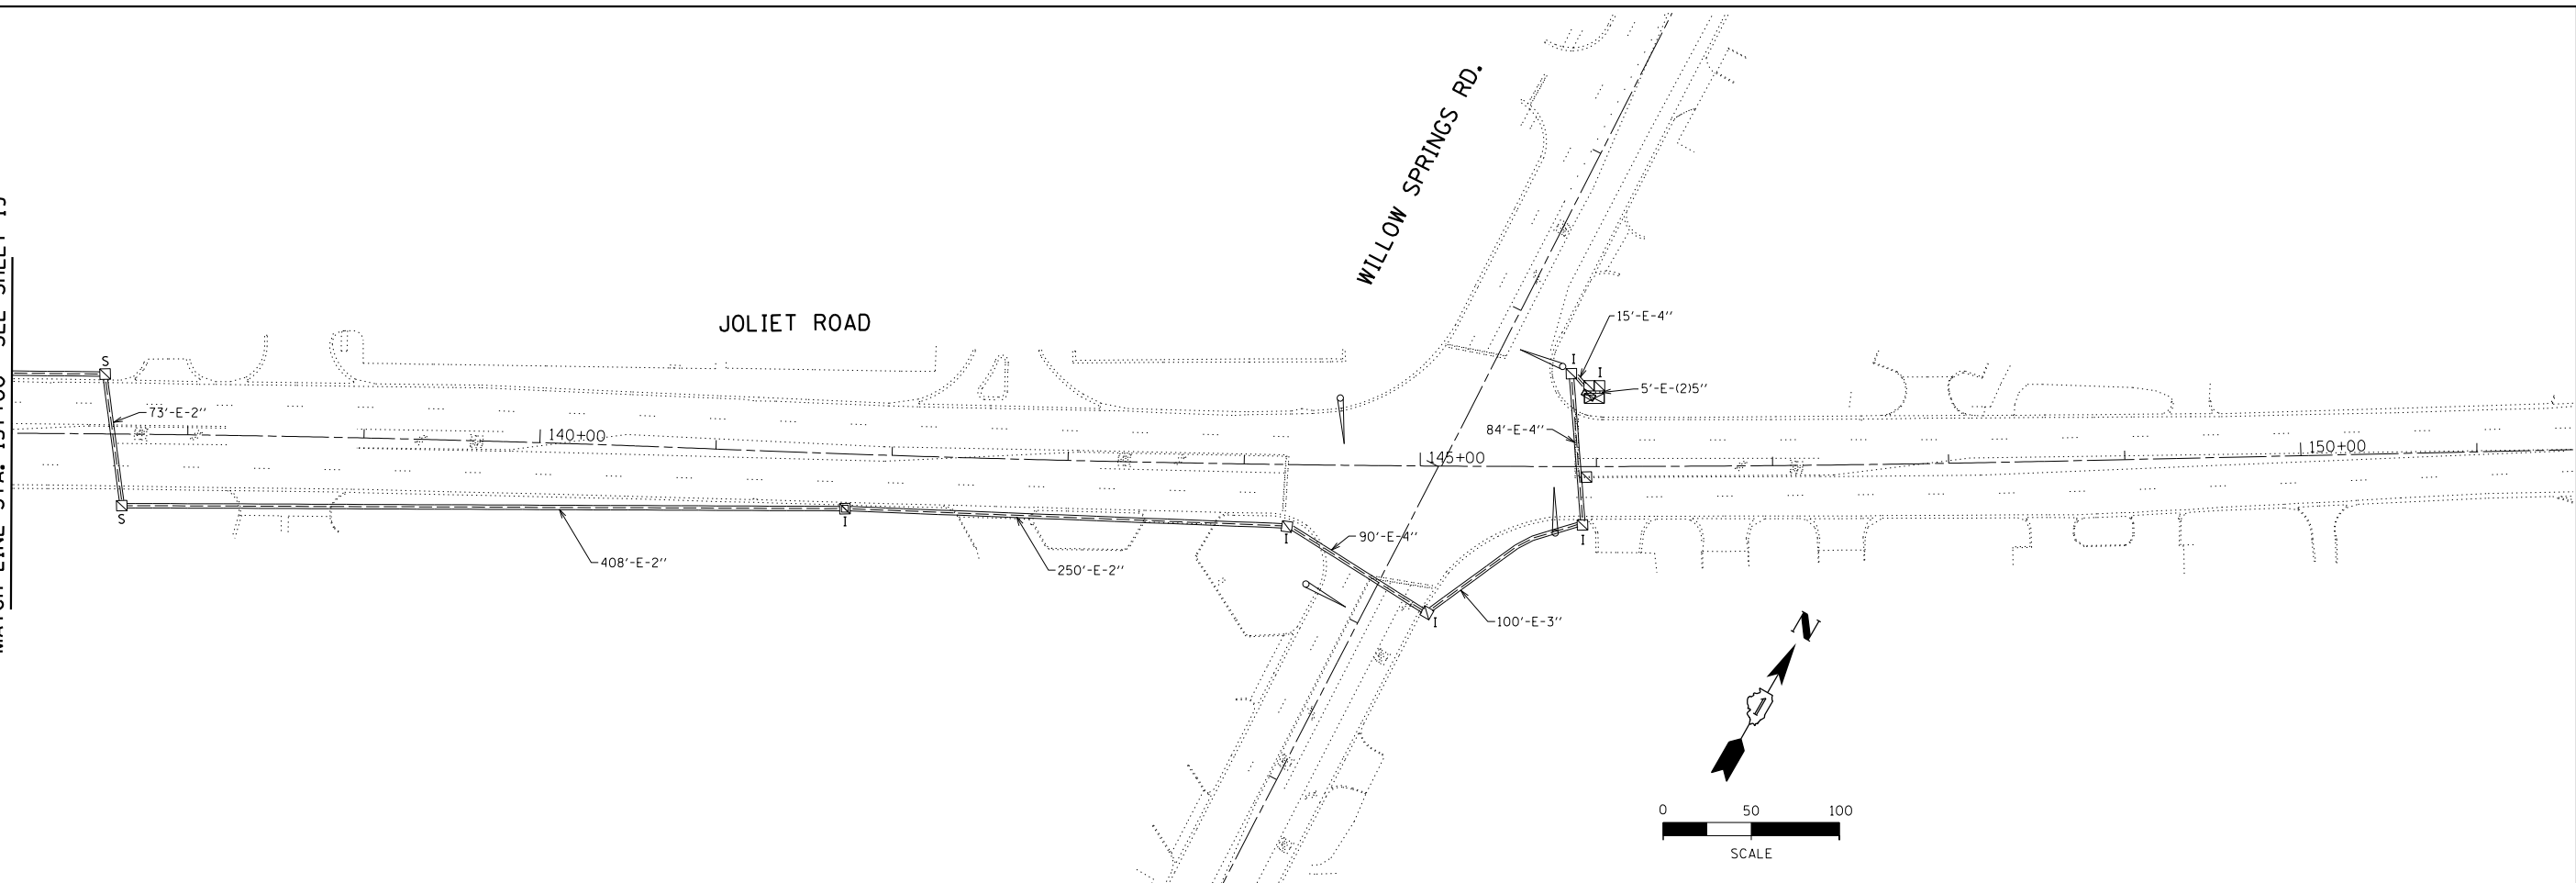 WILLOW SPRINGS RD.
JOLIET ROAD
15'-E-4''
S
I
I
5'-E-(2)5''
73'-E-2''
84'-E-4''
140+00
145+00
150+00
S
I
I
I
90'-E-4''
408'-E-2''
250'-E-2''
I
100'-E-3''
N
0 50 100
SCALE